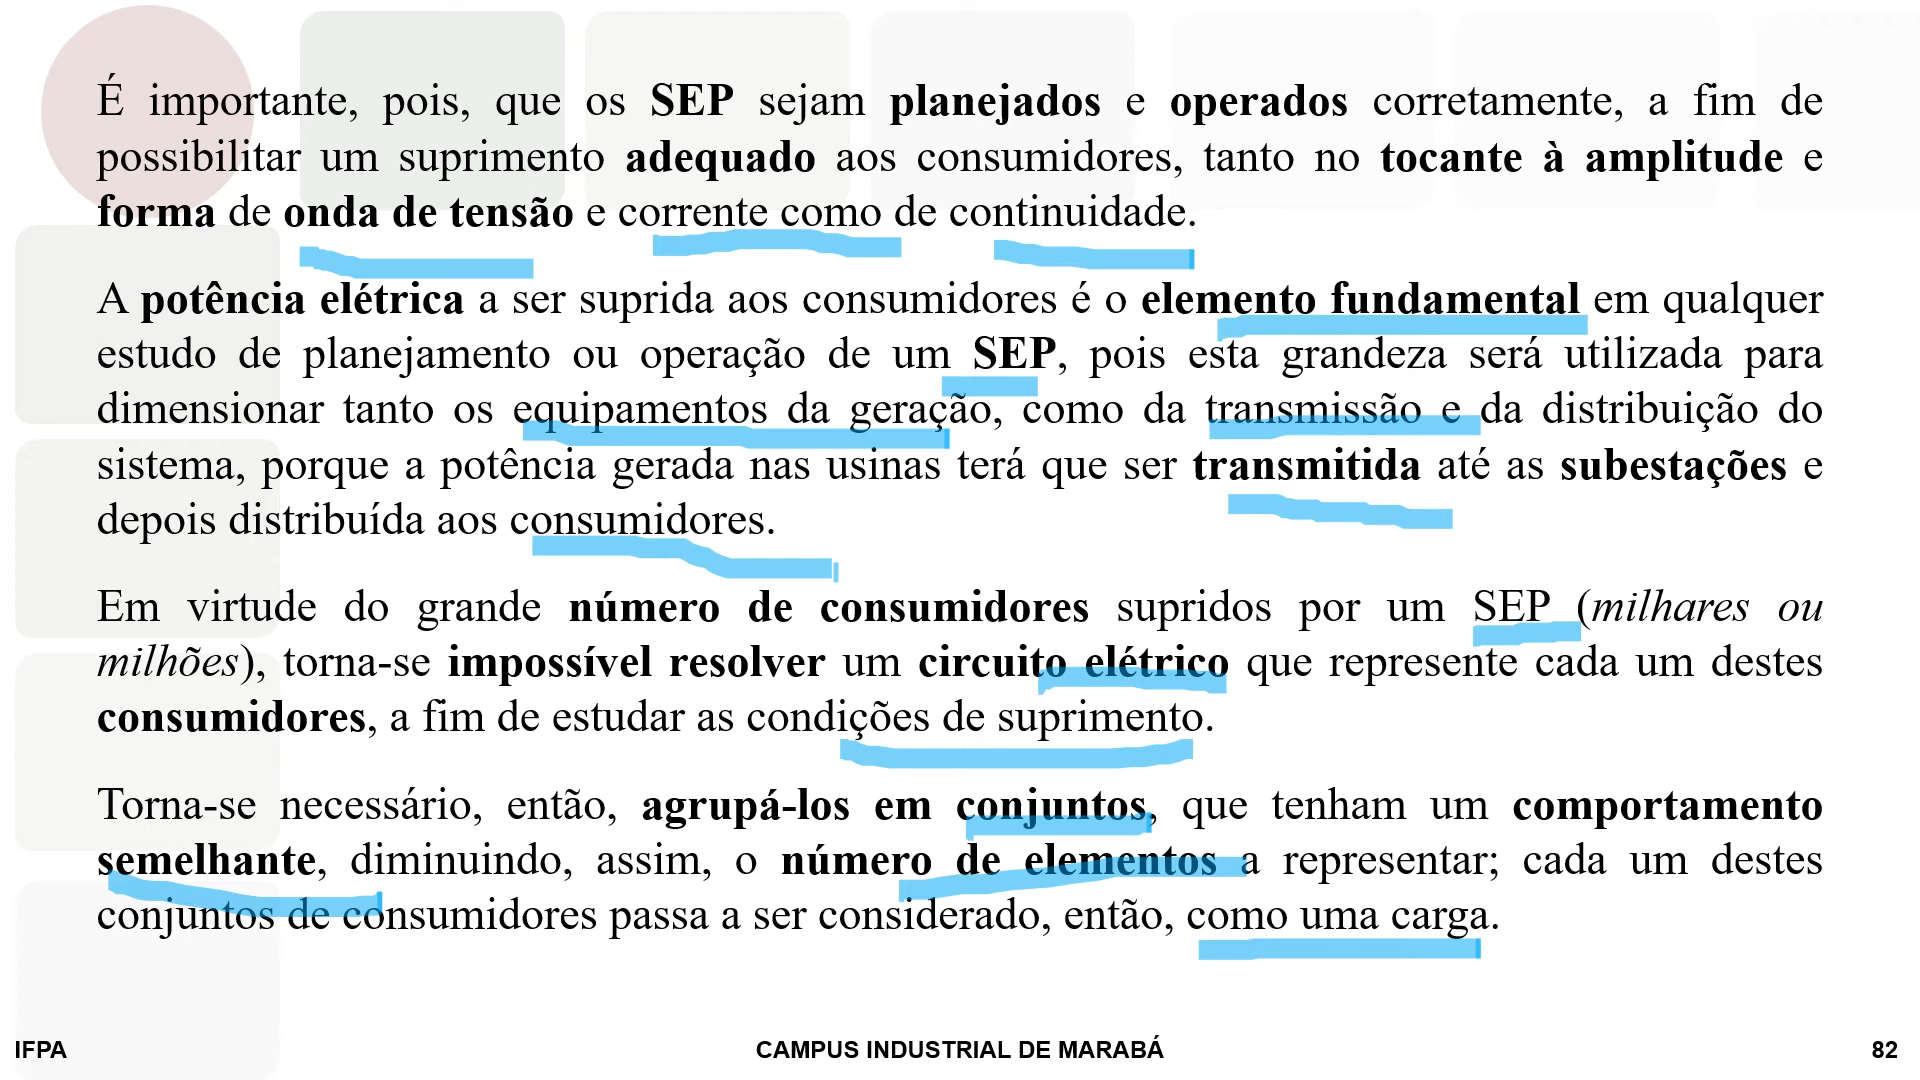 É importante, pois, que os SEP sejam planejados e operados corretamente, a fim de
possibilitar um suprimento adequado aos consumidores, tanto no tocante à amplitude e
forma de onda de tensão e corrente como de continuidade.
A potência elétrica a ser suprida aos consumidores é o elemento fundamental em qualquer
estudo de planejamento ou operação de um SEP, pois esta grandeza será utilizada para
dimensionar tanto os equipamentos da geração, como da transmissão e da distribuição do
sistema, porque a potência gerada nas usinas terá que ser transmitida até as subestações e
depois distribuída aos consumidores.
Em virtude do grande número de consumidores supridos por um SEP (milhares ou
milhões), torna-se impossível resolver um circuito elétrico que represente cada um destes
consumidores, a fim de estudar as condições de suprimento.
Torna-se necessário, então, agrupá-los em conjuntos, que tenham um comportamento
semelhante, diminuindo, assim, o número de elementos a representar; cada um destes
conjuntos de consumidores passa a ser considerado, então, como uma carga.
IFPA
CAMPUS INDUSTRIAL DE MARABÁ
82